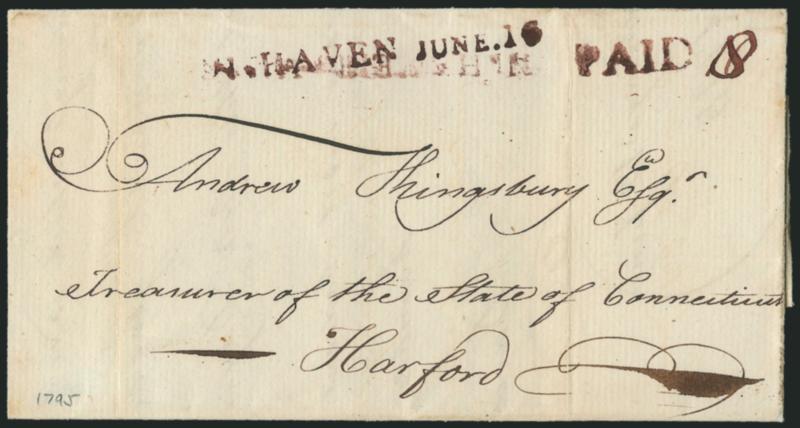 N.HAVEN JUNE.16 PAID 8
Andrew Kingsbury Esqr.
Treasurer of the State of Connecticut
Harford
1795